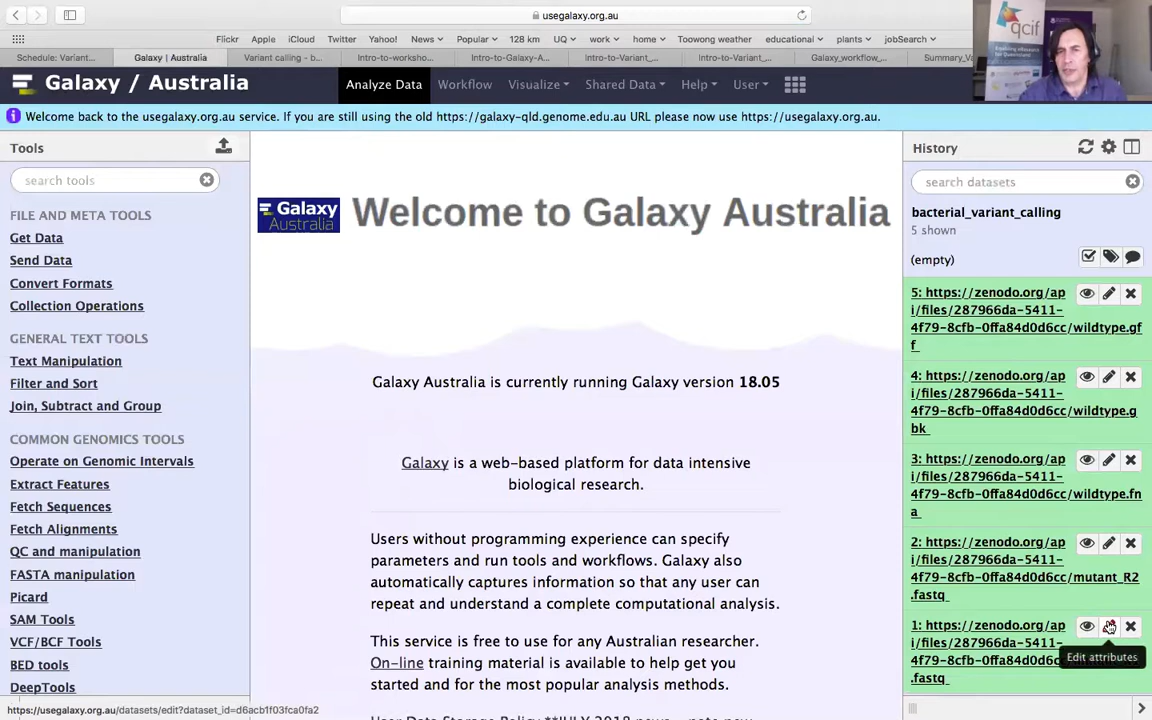 usegalaxy.org.au
Flickr Apple iCloud Twitter Yahoo! News Popular 128 km UQ work home Toowong weather educational plants jobSearch
Schedule: Variant... Galaxy | Australia Variant calling - b... Intro-to-worksho... Intro-to-Galaxy-A... Intro-to-Variant_... Intro-to-Variant_... Galaxy_workflow_... Summary_Va
qcif
Galaxy / Australia Analyze Data Workflow Visualize Shared Data Help User
Welcome back to the usegalaxy.org.au service. If you are still using the old https://galaxy-qld.genome.edu.au URL please now use https://usegalaxy.org.au.
Tools
search tools
FILE AND META TOOLS
Get Data
Send Data
Convert Formats
Collection Operations
GENERAL TEXT TOOLS
Text Manipulation
Filter and Sort
Join, Subtract and Group
COMMON GENOMICS TOOLS
Operate on Genomic Intervals
Extract Features
Fetch Sequences
Fetch Alignments
QC and manipulation
FASTA manipulation
Picard
SAM Tools
VCF/BCF Tools
BED tools
DeepTools
https://usegalaxy.org.au/datasets/edit?dataset_id=d6acb1f03fca0fa2
Galaxy
Australia
Welcome to Galaxy Australia
Galaxy Australia is currently running Galaxy version 18.05
Galaxy is a web-based platform for data intensive
biological research.
Users without programming experience can specify
parameters and run tools and workflows. Galaxy also
automatically captures information so that any user can
repeat and understand a complete computational analysis.
This service is free to use for any Australian researcher.
On-line training material is available to help get you
started and for the most popular analysis methods.
History
search datasets
bacterial_variant_calling
5 shown
(empty)
5: https://zenodo.org/ap
i/files/287966da-5411-
4f79-8cfb-0ffa84d0d6cc/wildtype.gf
f
4: https://zenodo.org/ap
i/files/287966da-5411-
4f79-8cfb-0ffa84d0d6cc/wildtype.g
bk
3: https://zenodo.org/ap
i/files/287966da-5411-
4f79-8cfb-0ffa84d0d6cc/wildtype.fn
a
2: https://zenodo.org/ap
i/files/287966da-5411-
4f79-8cfb-0ffa84d0d6cc/mutant_R2
.fastq
1: https://zenodo.org/ap
i/files/287966da-5411-
4f79-8cfb-0ffa84d0d6c
.fastq
Edit attributes